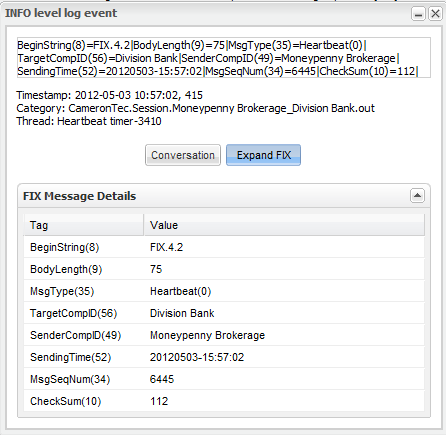 INFO level log event
BeginString(8)=FIX.4.2|BodyLength(9)=75|MsgType(35)=Heartbeat(0)|
TargetCompID(56)=Division Bank|SenderCompID(49)=Moneypenny Brokerage|
SendingTime(52)=20120503-15:57:02|MsgSeqNum(34)=6445|CheckSum(10)=112|
Timestamp: 2012-05-03 10:57:02, 415
Category: CameronTec.Session.Moneypenny Brokerage_Division Bank.out
Thread: Heartbeat timer-3410
Conversation Expand FIX
FIX Message Details
Tag Value
BeginString(8) FIX.4.2
BodyLength(9) 75
MsgType(35) Heartbeat(0)
TargetCompID(56) Division Bank
SenderCompID(49) Moneypenny Brokerage
SendingTime(52) 20120503-15:57:02
MsgSeqNum(34) 6445
CheckSum(10) 112